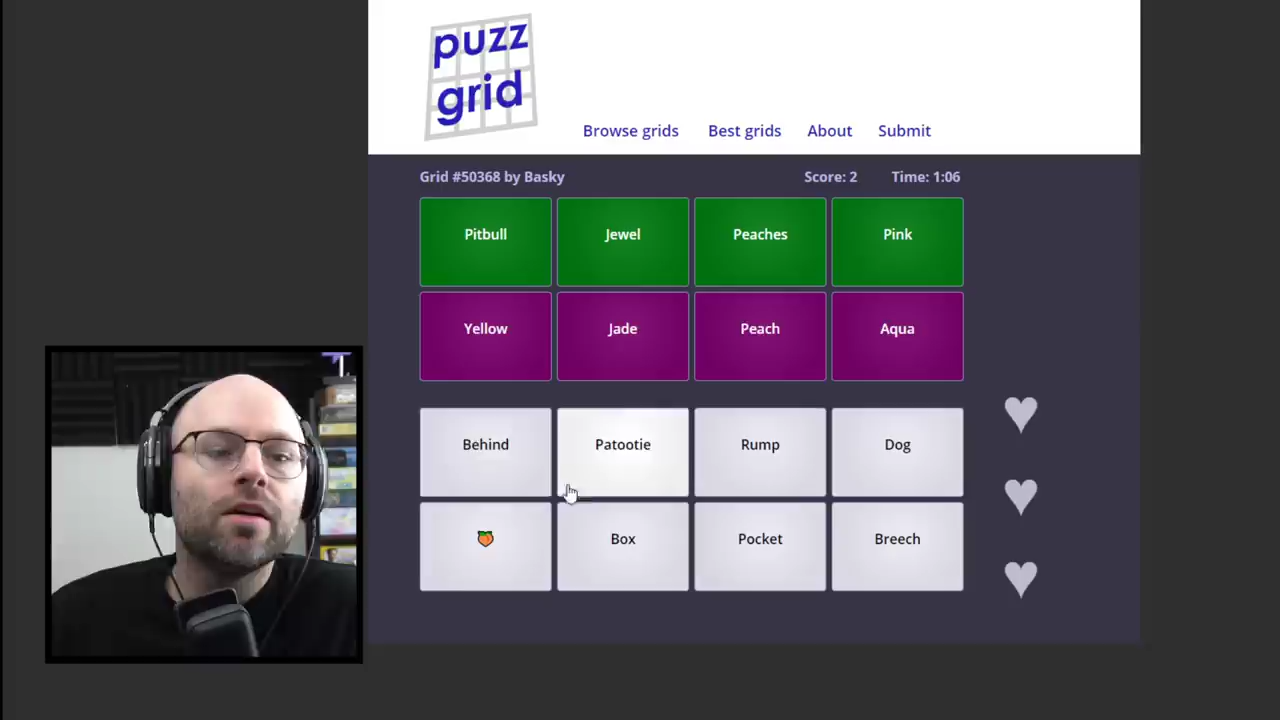 puzz
grid
Browse grids Best grids About Submit
Grid #50368 by Basky Score: 2 Time: 1:06
Pitbull Jewel Peaches Pink
Yellow Jade Peach Aqua
Behind Patootie Rump Dog
🍑 Box Pocket Breech